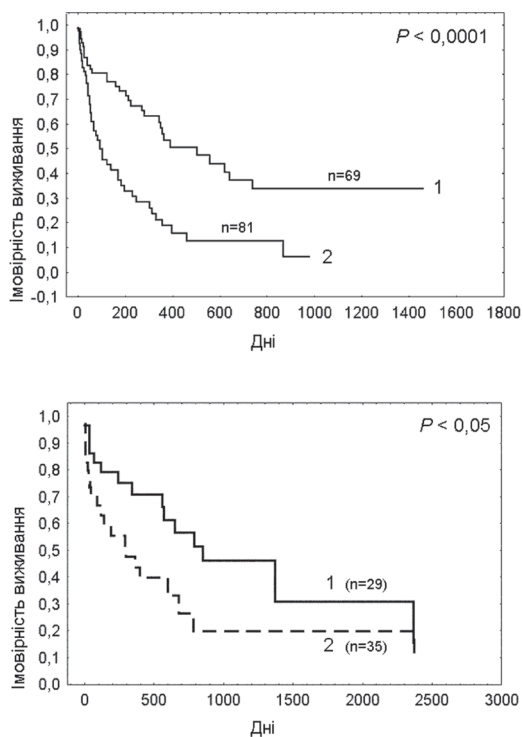 P < 0,0001
1,0
0,9
0,8
0,7
0,6
0,5
0,4
0,3
0,2
0,1
0,0
-0,1
Імовірність виживання
n=69
1
n=81
2
0 200 400 600 800 1000 1200 1400 1600 1800
Дні
P < 0,05
1,0
0,9
0,8
0,7
0,6
0,5
0,4
0,3
0,2
0,1
0,0
Імовірність виживання
1 (n=29)
2 (n=35)
0 500 1000 1500 2000 2500 3000
Дні